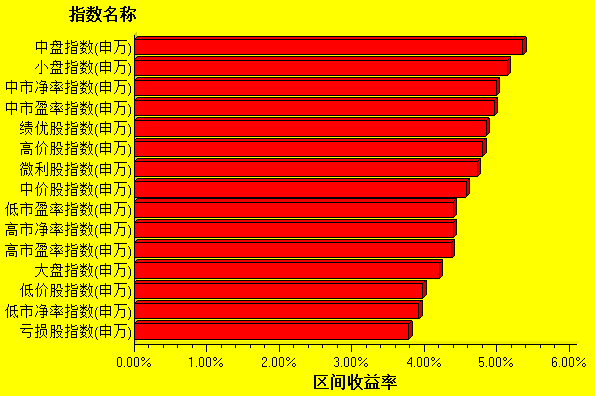 指数名称
中盘指数(申万)
小盘指数(申万)
中市净率指数(申万)
中市盈率指数(申万)
绩优股指数(申万)
高价股指数(申万)
微利股指数(申万)
中价股指数(申万)
低市盈率指数(申万)
高市净率指数(申万)
高市盈率指数(申万)
大盘指数(申万)
低价股指数(申万)
低市净率指数(申万)
亏损股指数(申万)
0.00% 1.00% 2.00% 3.00% 4.00% 5.00% 6.00%
区间收益率